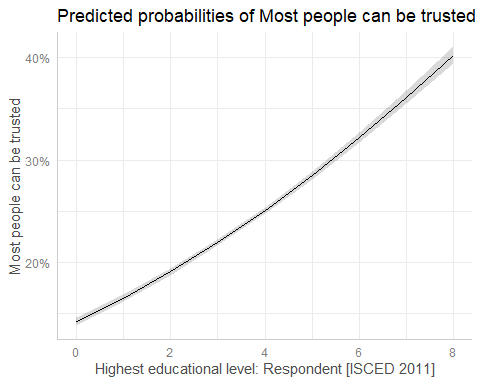 Predicted probabilities of Most people can be trusted
40%
30%
20%
Most people can be trusted
0 2 4 6 8
Highest educational level: Respondent [ISCED 2011]